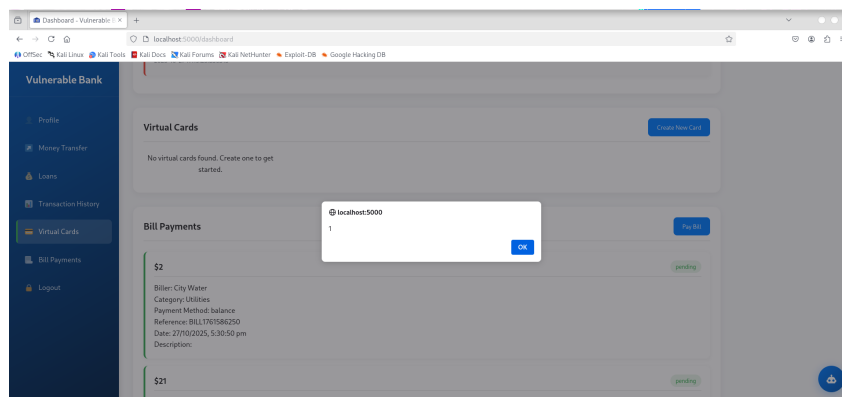 Dashboard - Vulnerable B
localhost:5000/dashboard
OffSec Kali Linux Kali Tools Kali Docs Kali Forums Kali NetHunter Exploit-DB Google Hacking DB
Vulnerable Bank
Profile
Money Transfer
Loans
Transaction History
Virtual Cards
Bill Payments
Logout
Virtual Cards
Create New Card
No virtual cards found. Create one to get
started.
localhost:5000
1
OK
Bill Payments
Pay Bill
$2
pending
Biller: City Water
Category: Utilities
Payment Method: balance
Reference: BILL1761586250
Date: 27/10/2025, 5:30:50 pm
Description:
$21
pending